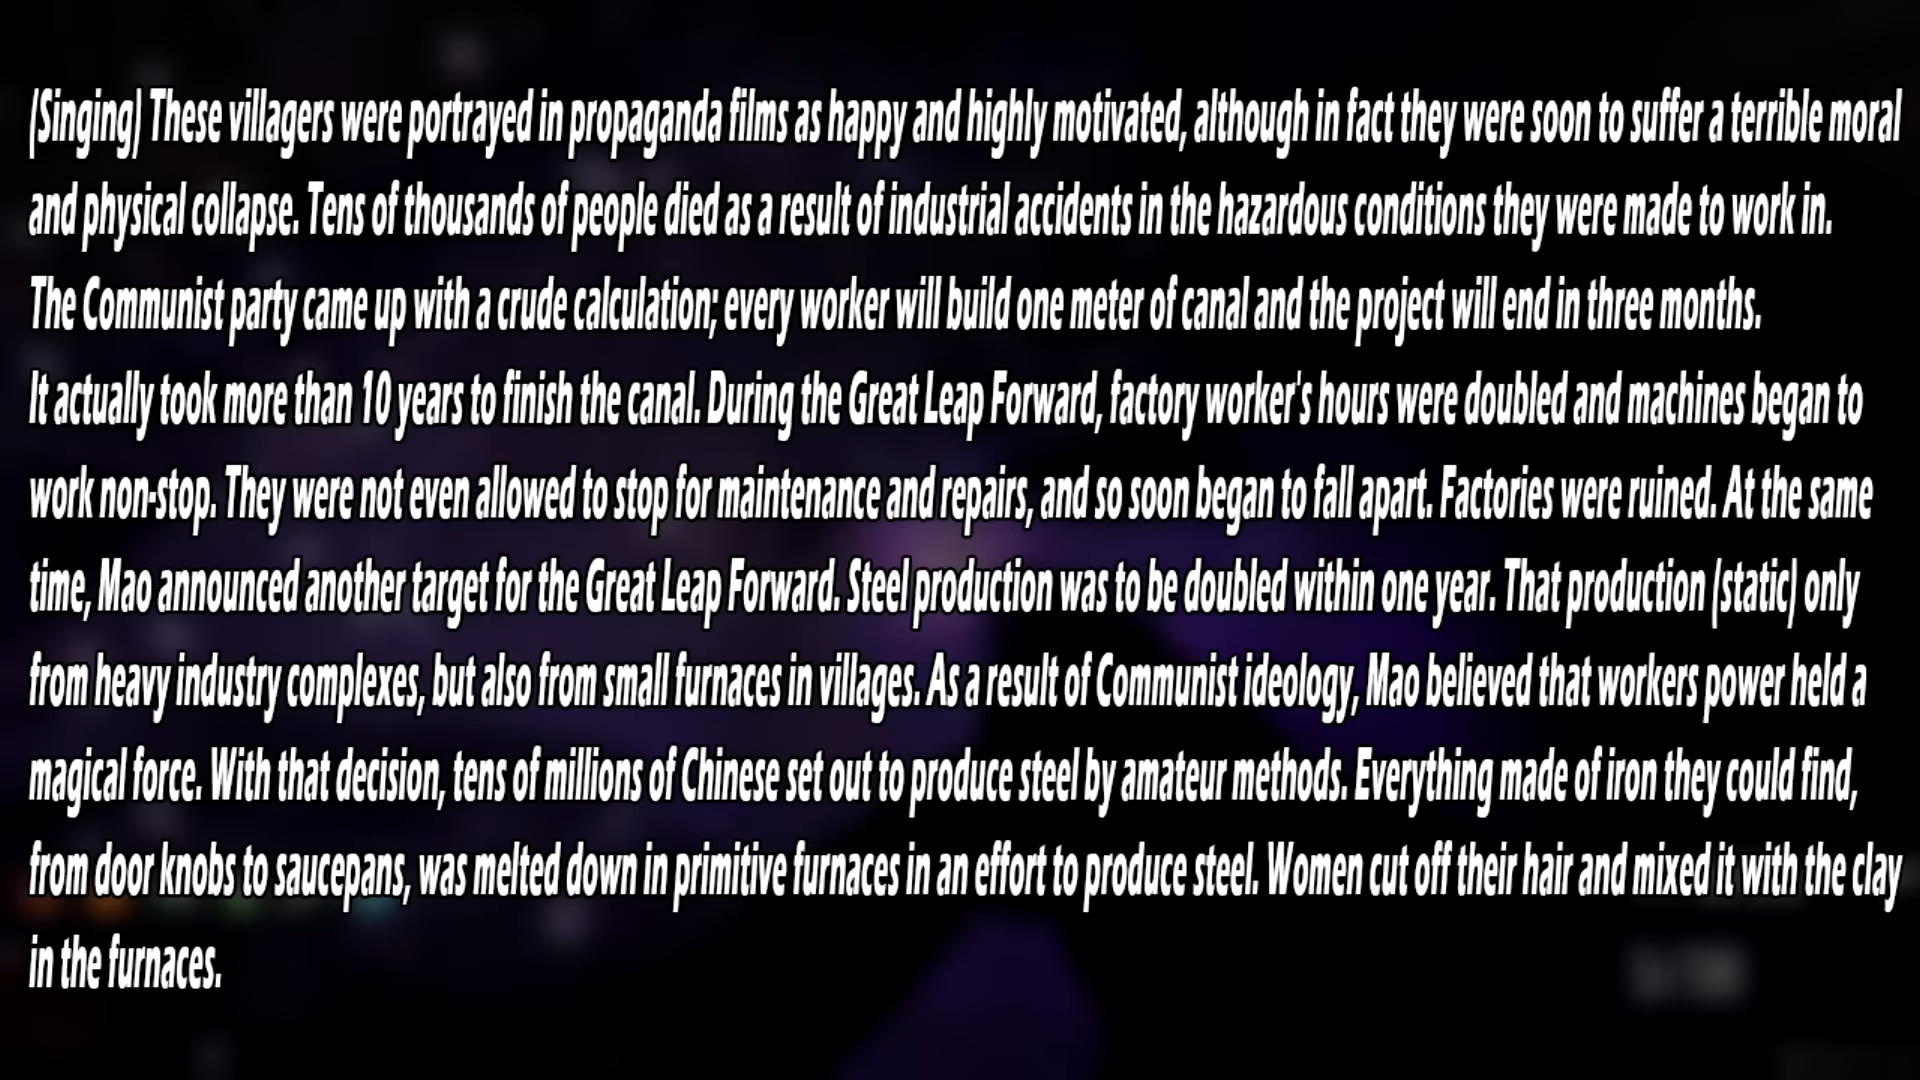 (Singing) These villagers were portrayed in propaganda films as happy and highly motivated, although in fact they were soon to suffer a terrible moral
and physical collapse. Tens of thousands of people died as a result of industrial accidents in the hazardous conditions they were made to work in.
The Communist party came up with a crude calculation; every worker will build one meter of canal and the project will end in three months.
It actually took more than 10 years to finish the canal. During the Great Leap Forward, factory worker's hours were doubled and machines began to
work non-stop. They were not even allowed to stop for maintenance and repairs, and so soon began to fall apart. Factories were ruined. At the same
time, Mao announced another target for the Great Leap Forward. Steel production was to be doubled within one year. That production (static) only
from heavy industry complexes, but also from small furnaces in villages. As a result of Communist ideology, Mao believed that workers power held a
magical force. With that decision, tens of millions of Chinese set out to produce steel by amateur methods. Everything made of iron they could find,
from door knobs to saucepans, was melted down in primitive furnaces in an effort to produce steel. Women cut off their hair and mixed it with the clay
in the furnaces.